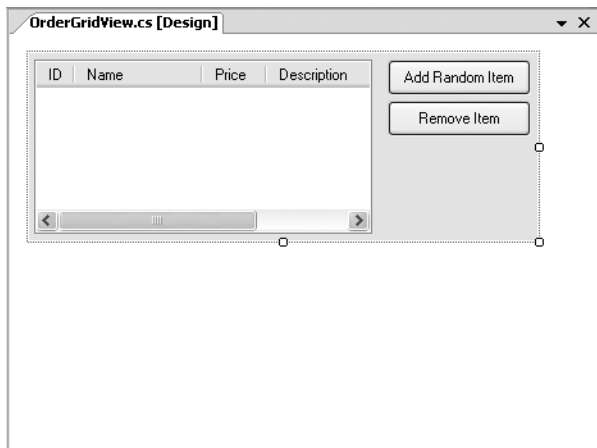 OrderGridView.cs [Design]
ID Name Price Description
Add Random Item
Remove Item